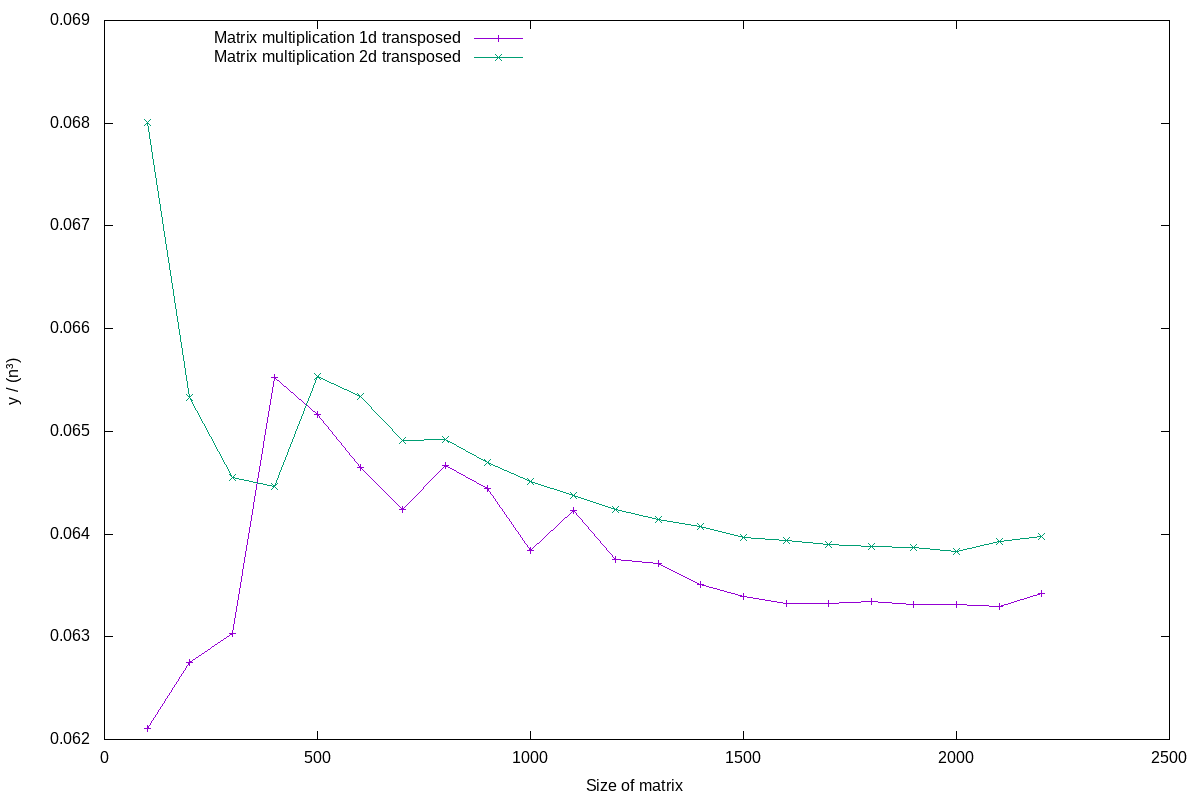 0.069
Matrix multiplication 1d transposed
Matrix multiplication 2d transposed
0.068
0.067
0.066
y / (n³)
0.065
0.064
0.063
0.062
0 500 1000 1500 2000 2500
Size of matrix